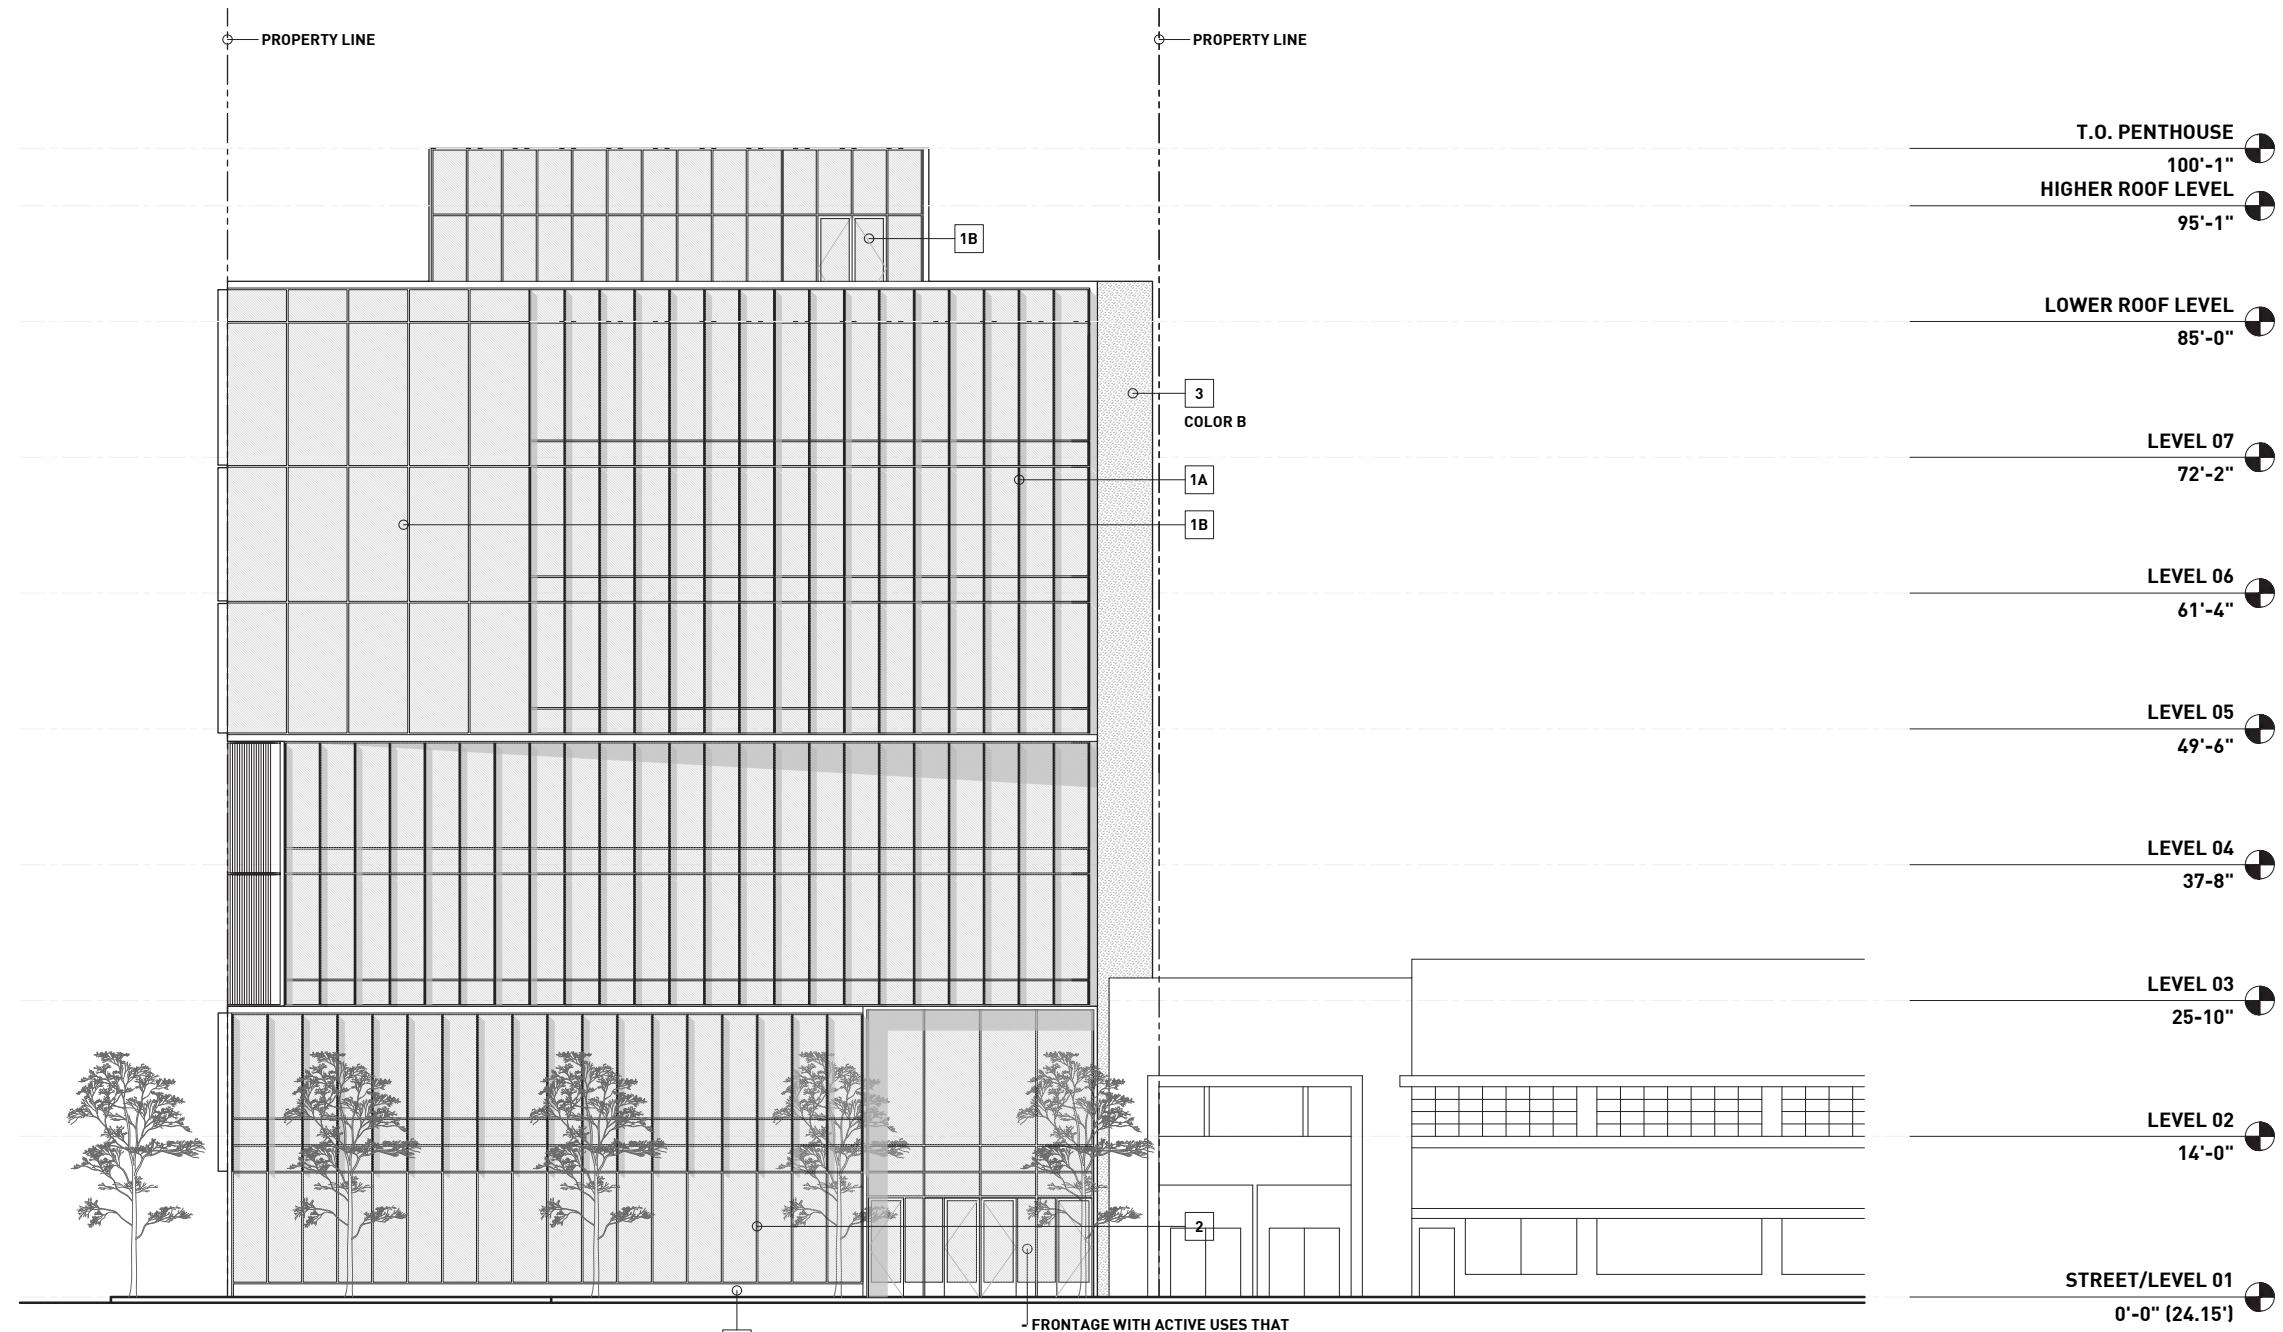 PROPERTY LINE
PROPERTY LINE
T.O. PENTHOUSE
100'-1"
HIGHER ROOF LEVEL
95'-1"
1B
LOWER ROOF LEVEL
85'-0"
3
COLOR B
LEVEL 07
72'-2"
1A
1B
LEVEL 06
61'-4"
LEVEL 05
49'-6"
LEVEL 04
37-8"
LEVEL 03
25-10"
LEVEL 02
14'-0"
2
STREET/LEVEL 01
0'-0" (24.15')
- FRONTAGE WITH ACTIVE USES THAT